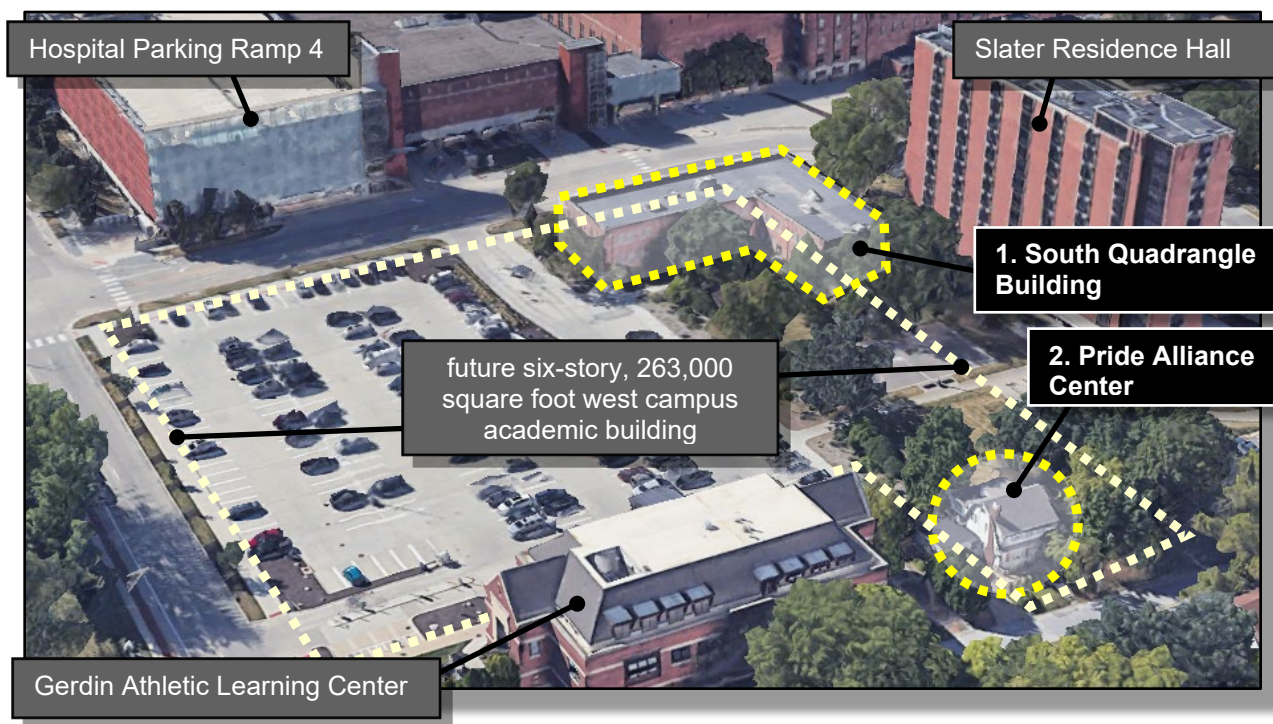 Hospital Parking Ramp 4
Slater Residence Hall
1. South Quadrangle
Building
2. Pride Alliance
Center
future six-story, 263,000
square foot west campus
academic building
Gerdin Athletic Learning Center